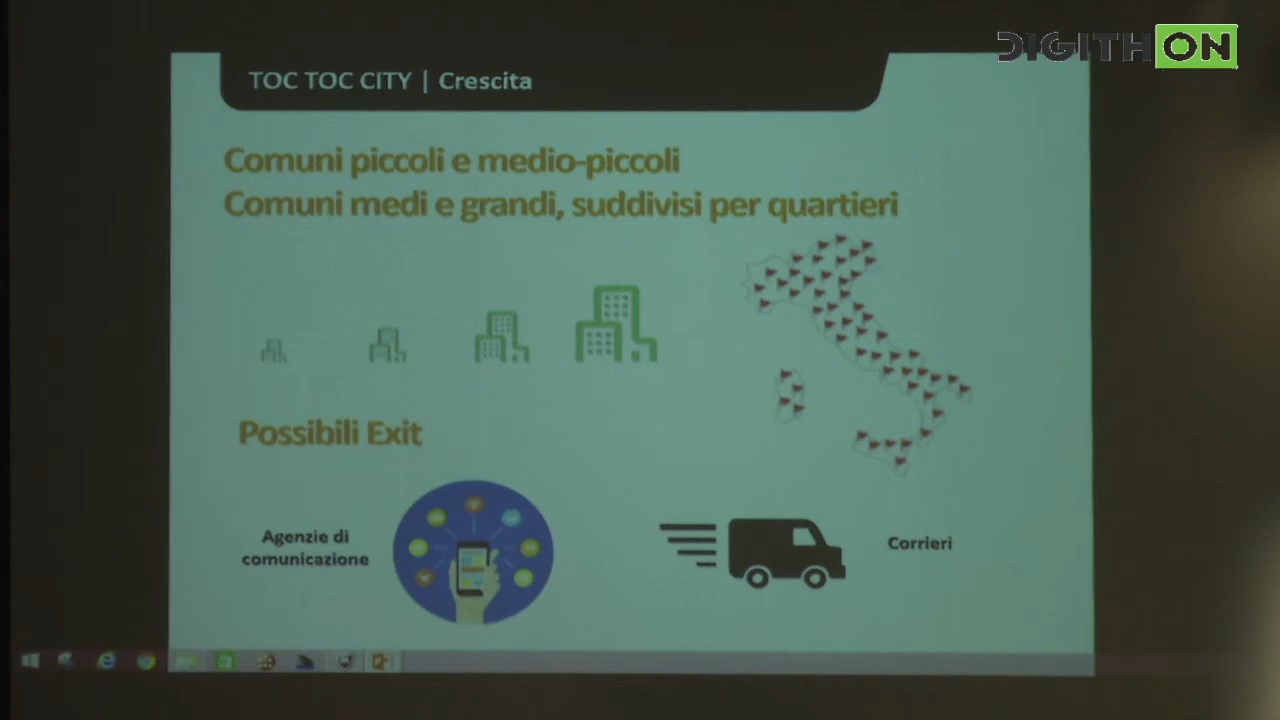 DIGITHON
TOC TOC CITY | Crescita
Comuni piccoli e medio-piccoli
Comuni medi e grandi, suddivisi per quartieri
Possibili Exit
Agenzie di
comunicazione
Corrieri